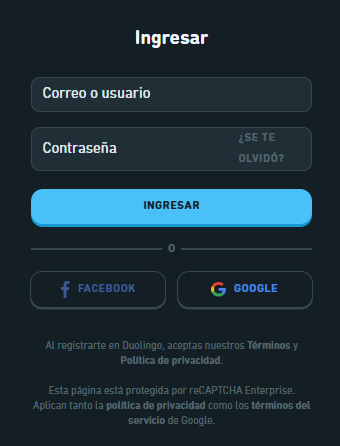 Ingresar
Correo o usuario
Contraseña
¿SE TE
OLVIDÓ?
INGRESAR
O
FACEBOOK
GOOGLE
Al registrarte en Duolingo, aceptas nuestros Términos y
Política de privacidad.
Esta página está protegida por reCAPTCHA Enterprise.
Aplican tanto la política de privacidad como los términos del
servicio de Google.